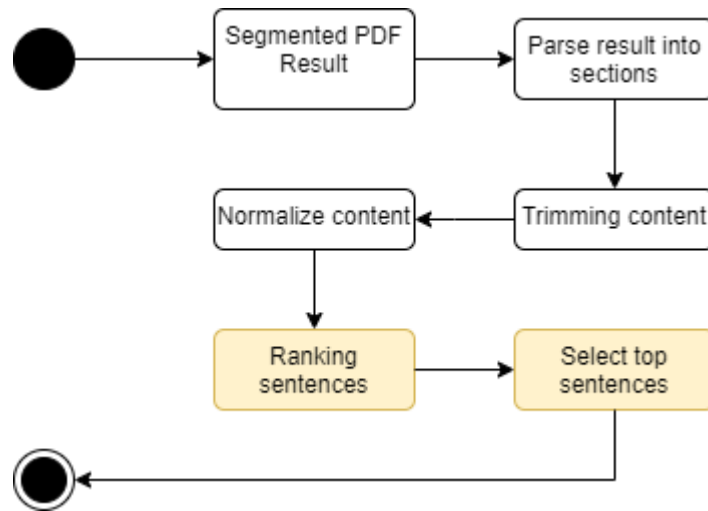 Segmented PDF
Result
Parse result into
sections
Trimming content
Normalize content
Ranking
sentences
Select top
sentences